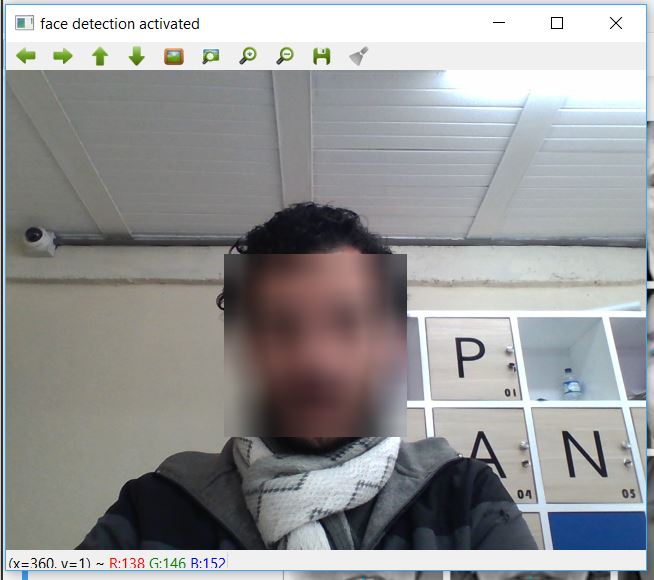 face detection activated
P
01
A
N
04
05
(x=360, y=1) ~ R:138 G:146 B:152